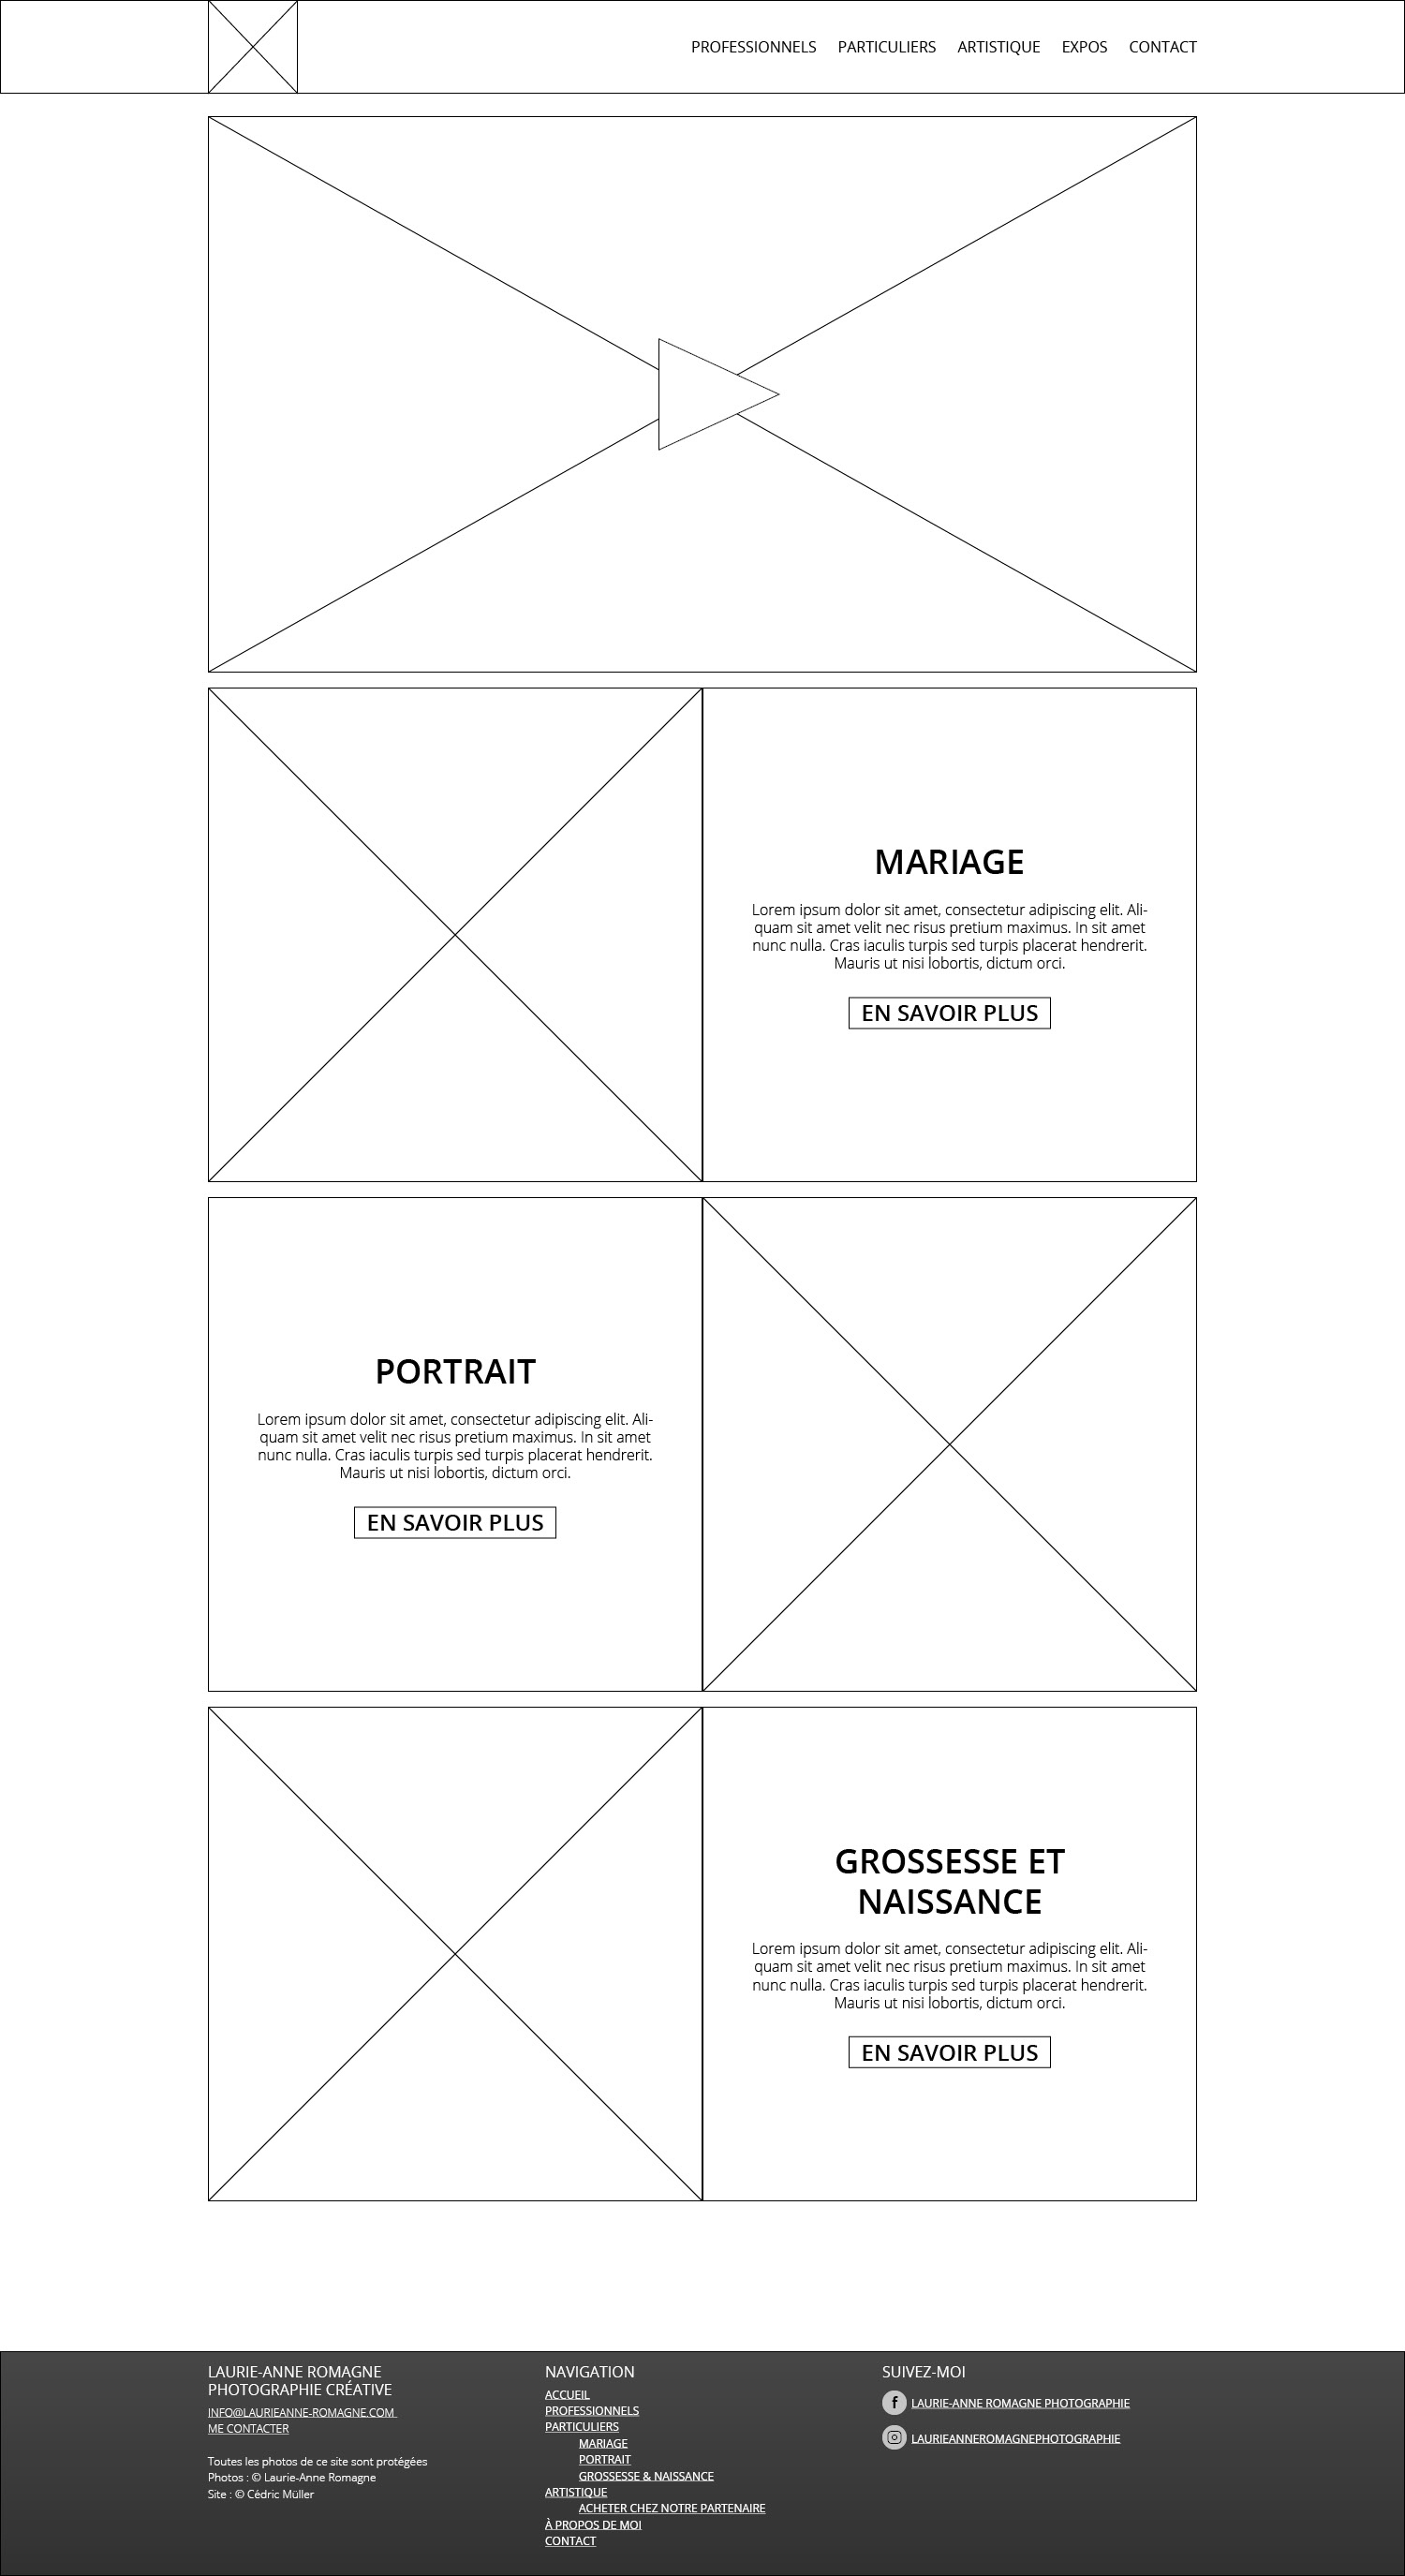 PROFESSIONNELS PARTICULIERS ARTISTIQUE EXPOS CONTACT
MARIAGE
Lorem ipsum dolor sit amet, consectetur adipiscing elit. Ali-
quam sit amet velit nec risus pretium maximus. In sit amet
nunc nulla. Cras iaculis turpis sed turpis placerat hendrerit.
Mauris ut nisi lobortis, dictum orci.
EN SAVOIR PLUS
PORTRAIT
Lorem ipsum dolor sit amet, consectetur adipiscing elit. Ali-
quam sit amet velit nec risus pretium maximus. In sit amet
nunc nulla. Cras iaculis turpis sed turpis placerat hendrerit.
Mauris ut nisi lobortis, dictum orci.
EN SAVOIR PLUS
GROSSESSE ET
NAISSANCE
Lorem ipsum dolor sit amet, consectetur adipiscing elit. Ali-
quam sit amet velit nec risus pretium maximus. In sit amet
nunc nulla. Cras iaculis turpis sed turpis placerat hendrerit.
Mauris ut nisi lobortis, dictum orci.
EN SAVOIR PLUS
LAURIE-ANNE ROMAGNE
PHOTOGRAPHIE CRÉATIVE
INFO@LAURIEANNE-ROMAGNE.COM
ME CONTACTER
Toutes les photos de ce site sont protégées
Photos : © Laurie-Anne Romagne
Site : © Cédric Müller
NAVIGATION
ACCUEIL
PROFESSIONNELS
PARTICULIERS
MARIAGE
PORTRAIT
GROSSESSE & NAISSANCE
ARTISTIQUE
ACHETER CHEZ NOTRE PARTENAIRE
À PROPOS DE MOI
CONTACT
SUIVEZ-MOI
LAURIE-ANNE ROMAGNE PHOTOGRAPHIE
LAURIEANNEROMAGNEPHOTOGRAPHIE